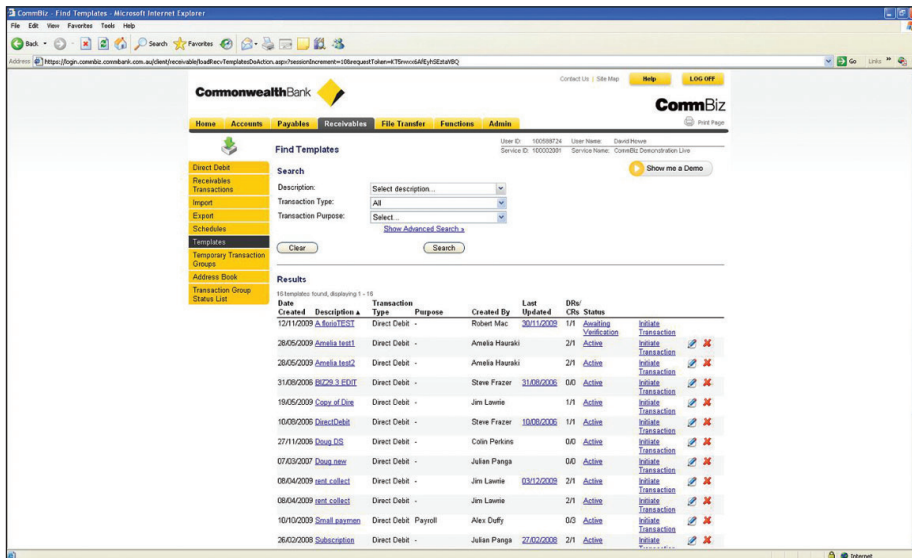 CommBiz - Find Templates - Microsoft Internet Explorer
File Edit View Favorites Tools Help
Back Search Favorites
Address https://login.commbiz.commbank.com.au/client/receivable/loadRecvTemplatesDoAction.aspx? Go Links
CommonwealthBank
Contact Us | Site Map Help LOG OFF
CommBiz
Home Accounts Payables Receivables File Transfer Functions Admin Print Page
Find Templates
User ID: 100588724 User Name: David Howe
Service ID: 100002001 Service Name: CommBiz Demonstration Live
Show me a Demo
Direct Debit
Receivables
Transactions
Import
Export
Schedules
Templates
Temporary Transaction
Groups
Address Book
Transaction Group
Status List
Search
Description: Select description...
Transaction Type: All
Transaction Purpose: Select...
Show Advanced Search »
Clear Search
Results
16 templates found, displaying 1 - 16
Date Created Description ▲ Transaction Type Purpose Created By Last Updated DRs/ CRs Status
12/11/2009 A florioTEST Direct Debit - Robert Mac 30/11/2009 1/1 Awaiting Verification Initiate Transaction
28/05/2009 Amelia test1 Direct Debit - Amelia Hauraki 2/1 Active Initiate Transaction
28/05/2009 Amelia test2 Direct Debit - Amelia Hauraki 2/1 Active Initiate Transaction
31/08/2006 BIZ29.3 EDIT Direct Debit - Steve Frazer 31/08/2006 0/0 Active Initiate Transaction
19/05/2009 Copy of Dire Direct Debit - Jim Lawrie 1/1 Active Initiate Transaction
10/08/2006 DirectDebit Direct Debit - Steve Frazer 10/08/2006 1/1 Active Initiate Transaction
27/11/2006 Doug DS Direct Debit - Colin Perkins 0/0 Active Initiate Transaction
07/03/2007 Doug new Direct Debit - Julian Panga 0/0 Active Initiate Transaction
08/04/2009 rent collect Direct Debit - Jim Lawrie 03/12/2009 2/1 Active Initiate Transaction
08/04/2009 rent collect Direct Debit - Jim Lawrie 2/1 Active Initiate Transaction
10/10/2009 Small paymen Direct Debit Payroll Alex Duffy 0/3 Active Initiate Transaction
26/02/2008 Subscription Direct Debit - Julian Panga 27/02/2008 2/1 Active Initiate
Internet